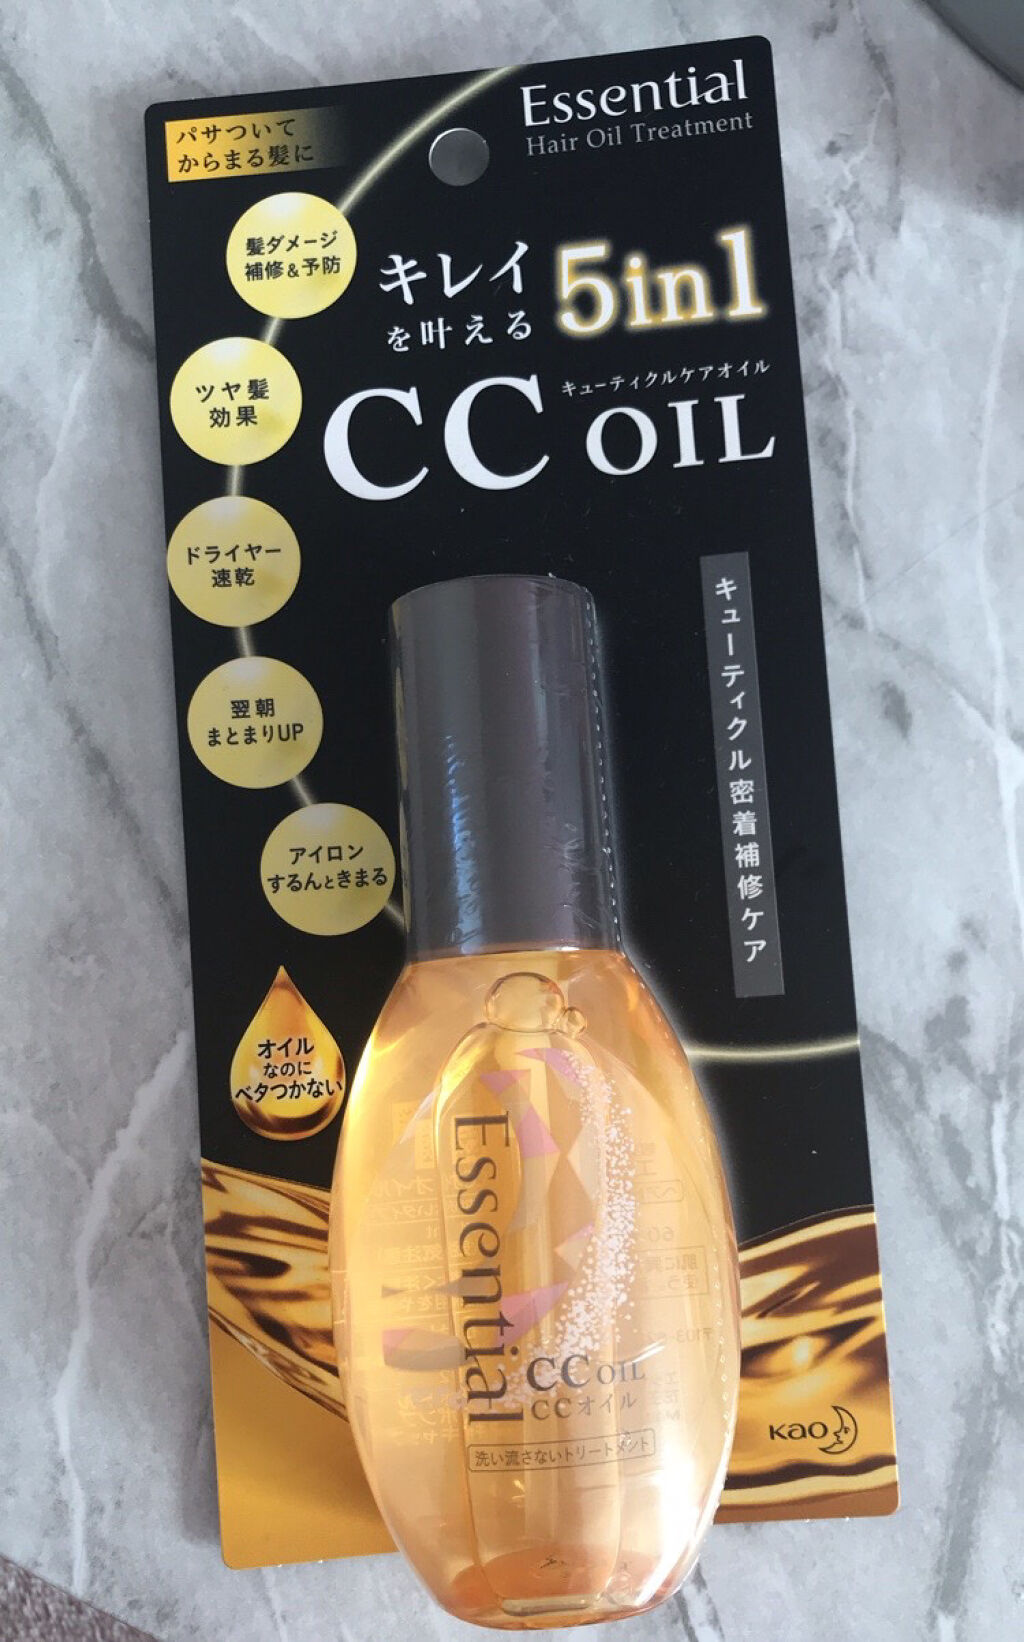 Essential
Hair Oil Treatment
パサついて
からまる髪に
髪ダメージ
補修&予防
キレイ
を叶える
5in1
キューティクルケアオイル
CC OIL
ツヤ髪
効果
ドライヤー
速乾
翌朝
まとまりUP
アイロン
するんときまる
キューティクル密着補修ケア
オイル
なのに
ベタつかない
Essential
CC OIL
CCオイル
洗い流さないトリートメント
Kao